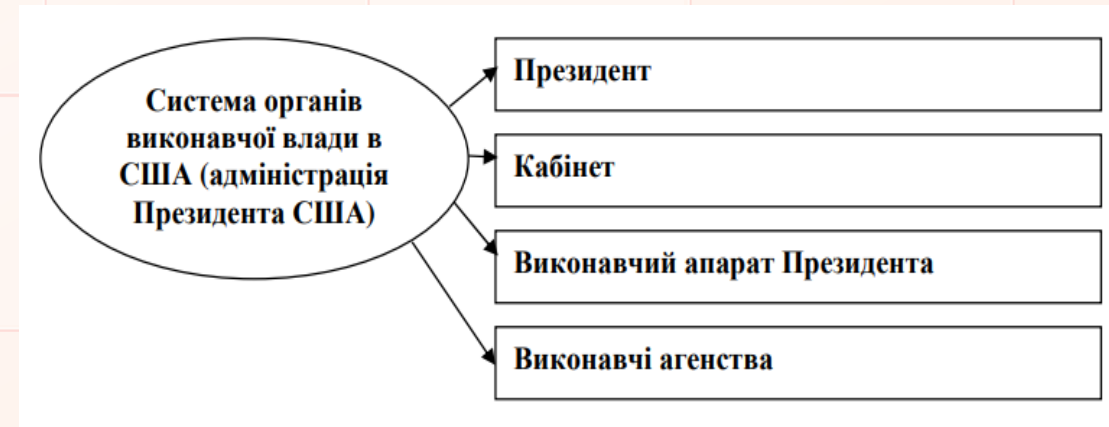 Система органів
виконавчої влади в
США (адміністрація
Президента США)
Президент
Кабінет
Виконавчий апарат Президента
Виконавчі агенства